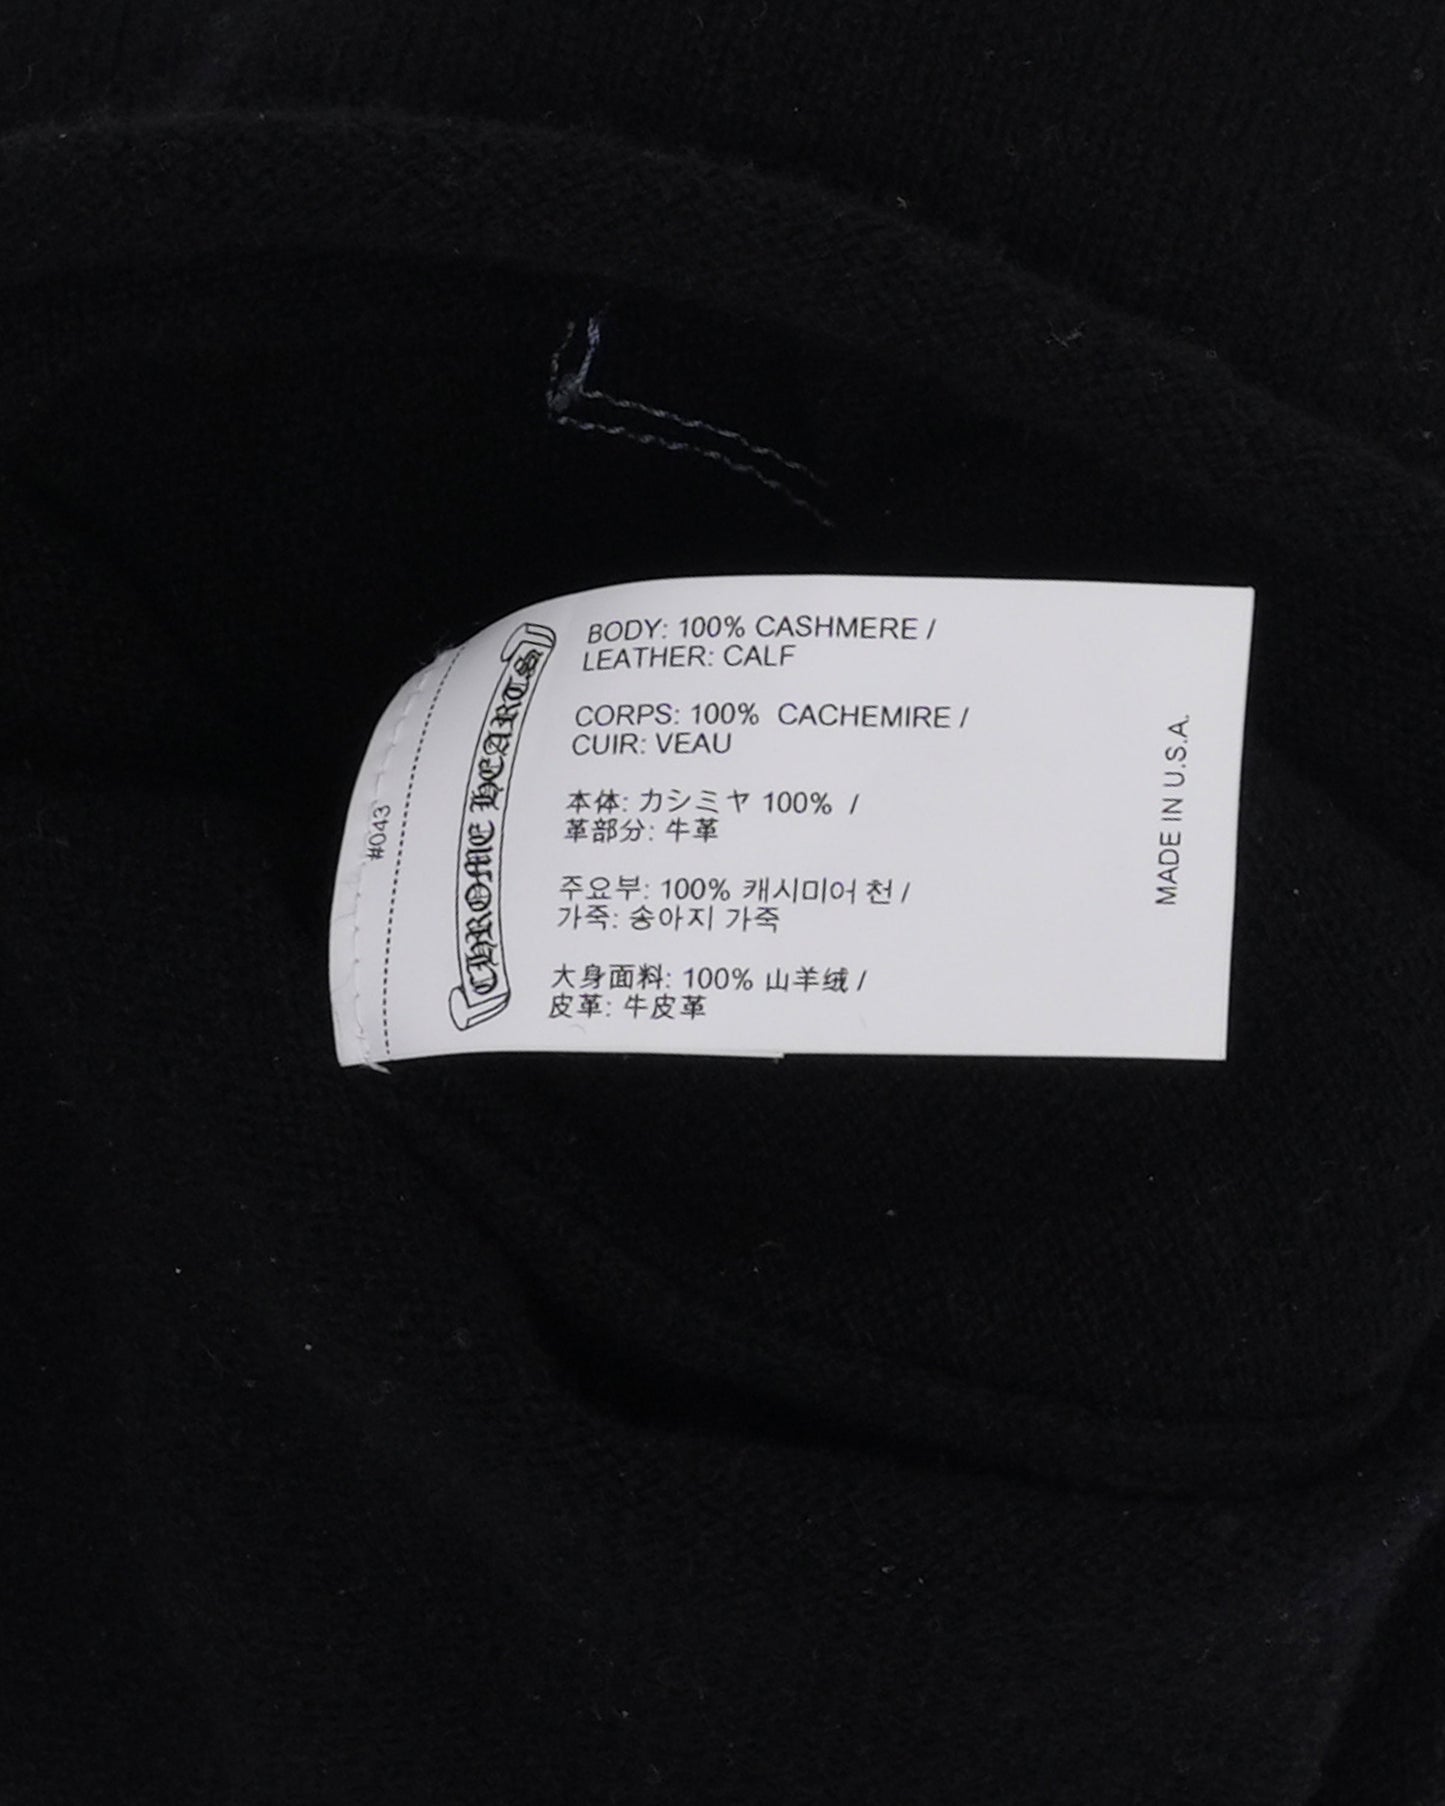 BODY: 100% CASHMERE /
LEATHER: CALF
CORPS: 100% CACHEMIRE /
CUIR: VEAU
本体: カシミヤ 100% /
革部分: 牛革
주요부: 100% 캐시미어 천 /
가죽: 송아지 가죽
大身面料: 100% 山羊绒 /
皮革: 牛皮革
CHROME HEARTS
#043
MADE IN U.S.A.